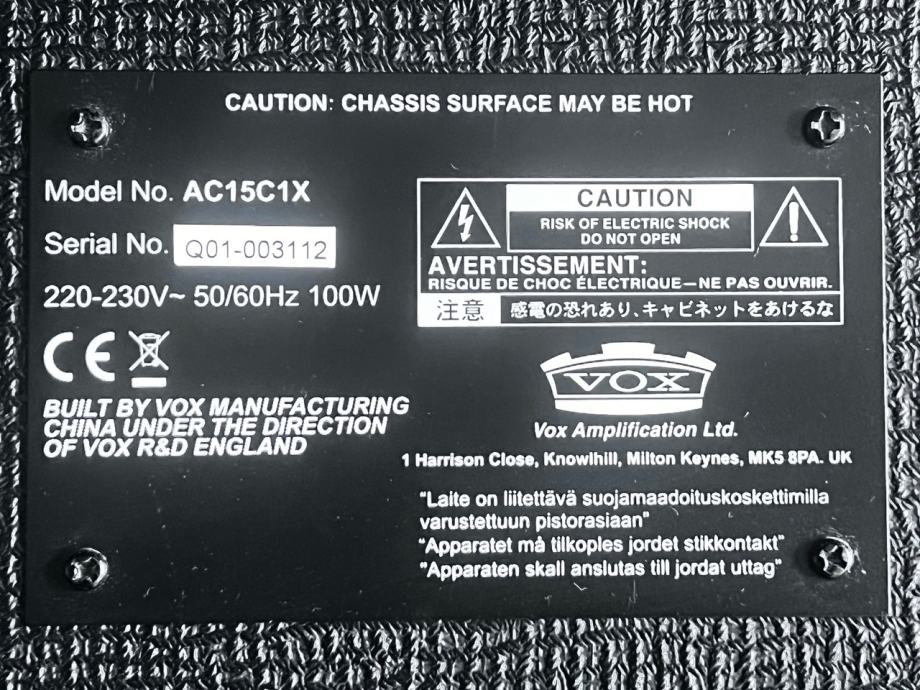 CAUTION: CHASSIS SURFACE MAY BE HOT
Model No. AC15C1X
Serial No. Q01-003112
220-230V~ 50/60Hz 100W
CE
BUILT BY VOX MANUFACTURING
CHINA UNDER THE DIRECTION
OF VOX R&D ENGLAND
CAUTION
RISK OF ELECTRIC SHOCK
DO NOT OPEN
AVERTISSEMENT:
RISQUE DE CHOC ÉLECTRIQUE—NE PAS OUVRIR.
注意 感電の恐れあり、キャビネットをあけるな
VOX
Vox Amplification Ltd.
1 Harrison Close, Knowlhill, Milton Keynes, MK5 8PA. UK
"Laite on liitettävä suojamaadoituskoskettimilla
varustettuun pistorasiaan"
"Apparatet må tilkoples jordet stikkontakt"
"Apparaten skall anslutas till jordat uttag"